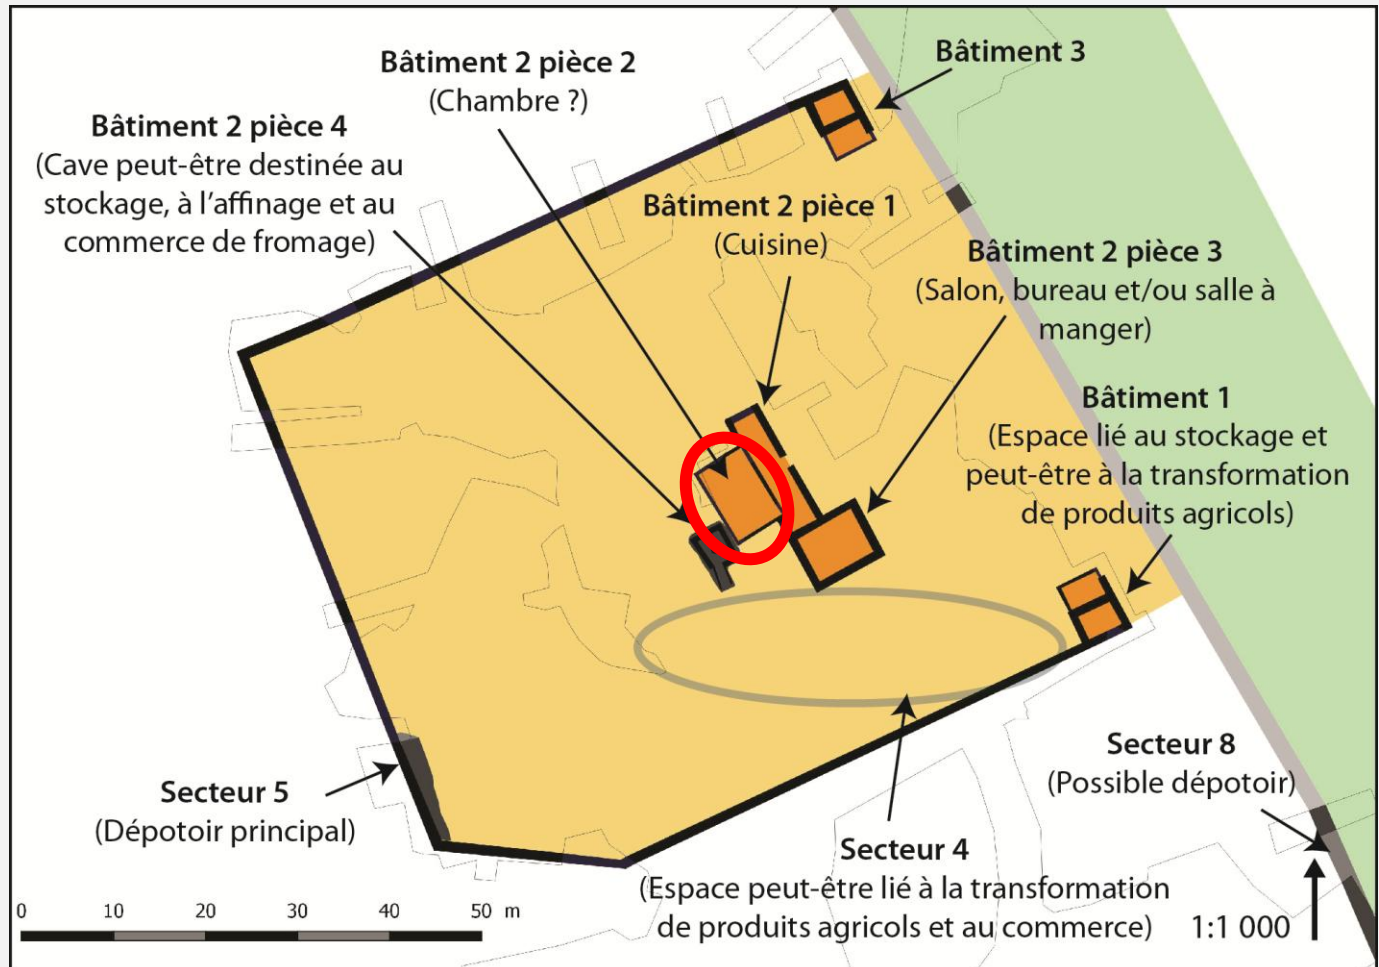 Bâtiment 3
Bâtiment 2 pièce 2
(Chambre ?)
Bâtiment 2 pièce 4
(Cave peut-être destinée au
stockage, à l'affinage et au
commerce de fromage)
Bâtiment 2 pièce 1
(Cuisine)
Bâtiment 2 pièce 3
(Salon, bureau et/ou salle à
manger)
Bâtiment 1
(Espace lié au stockage et
peut-être à la transformation
de produits agricols)
Secteur 5
(Dépotoir principal)
Secteur 8
(Possible dépotoir)
Secteur 4
(Espace peut-être lié à la transformation
de produits agricols et au commerce)
0 10 20 30 40 50 m
1:1 000